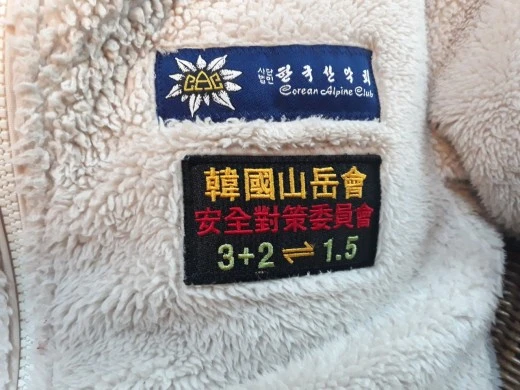 CAC
사단
법인
한국산악회
Corean Alpine Club
韓國山岳會
安全對策委員會
3+2 ⇌ 1.5